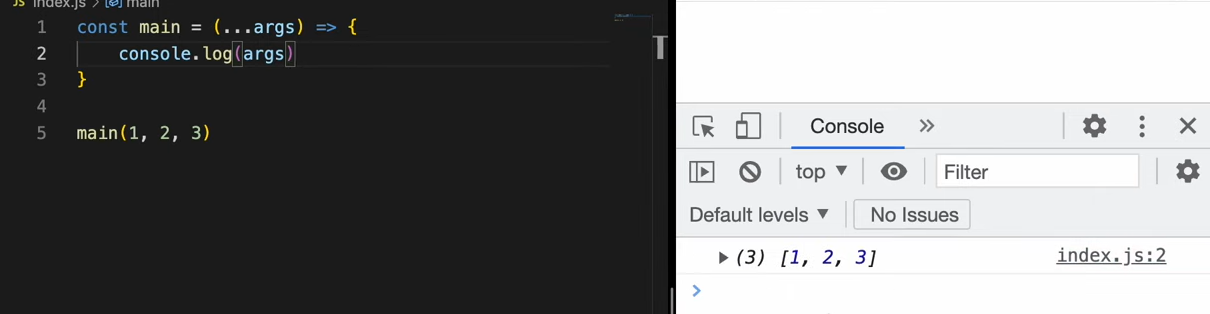 JS index.js > main
1 const main = (...args) => {
2     console.log(args)
3 }
4
5 main(1, 2, 3)
Console
top ▼ Filter
Default levels ▼ No Issues
▶ (3) [1, 2, 3] index.js:2
>